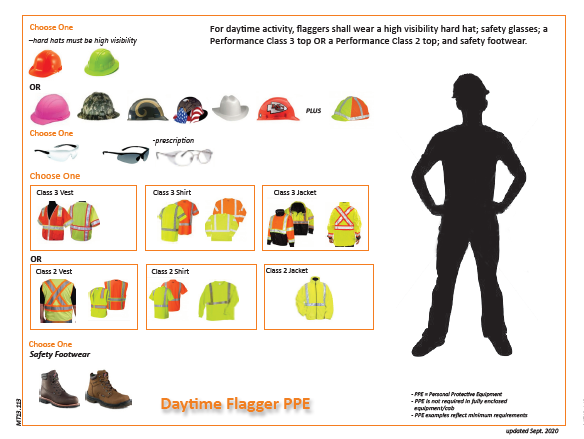 Choose One
–hard hats must be high visibility
For daytime activity, flaggers shall wear a high visibility hard hat; safety glasses; a
Performance Class 3 top OR a Performance Class 2 top; and safety footwear.
OR
PLUS
Choose One
-prescription
Choose One
Class 3 Vest
Class 3 Shirt
Class 3 Jacket
OR
Class 2 Vest
Class 2 Shirt
Class 2 Jacket
Choose One
Safety Footwear
Daytime Flagger PPE
- PPE = Personal Protective Equipment
- PPE is not required in fully enclosed
equipment/cab
- PPE examples reflect minimum requirements
updated Sept. 2020